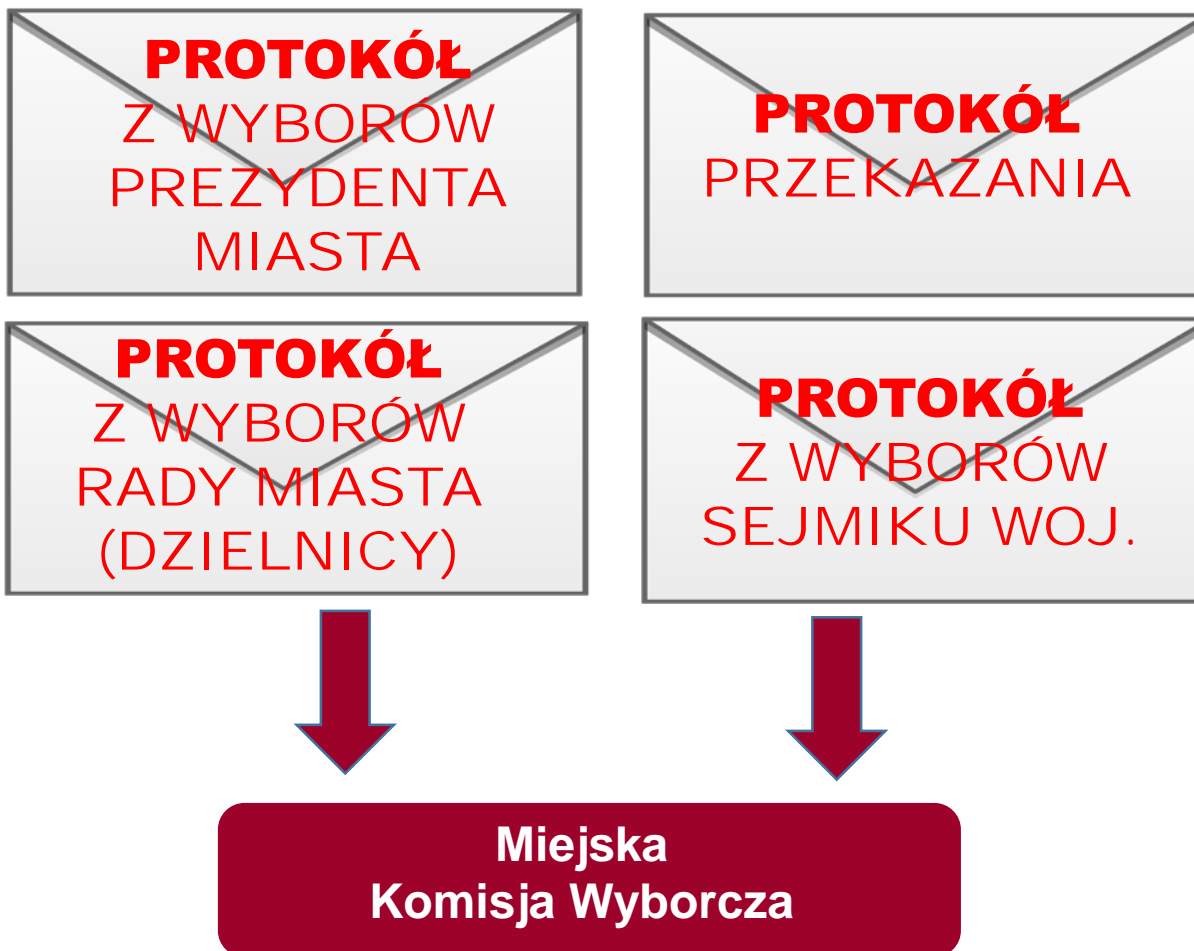 PROTOKÓŁ
Z WYBORÓW
PREZYDENTA
MIASTA
PROTOKÓŁ
PRZEKAZANIA
PROTOKÓŁ
Z WYBORÓW
RADY MIASTA
(DZIELNICY)
PROTOKÓŁ
Z WYBORÓW
SEJMIKU WOJ.
Miejska
Komisja Wyborcza